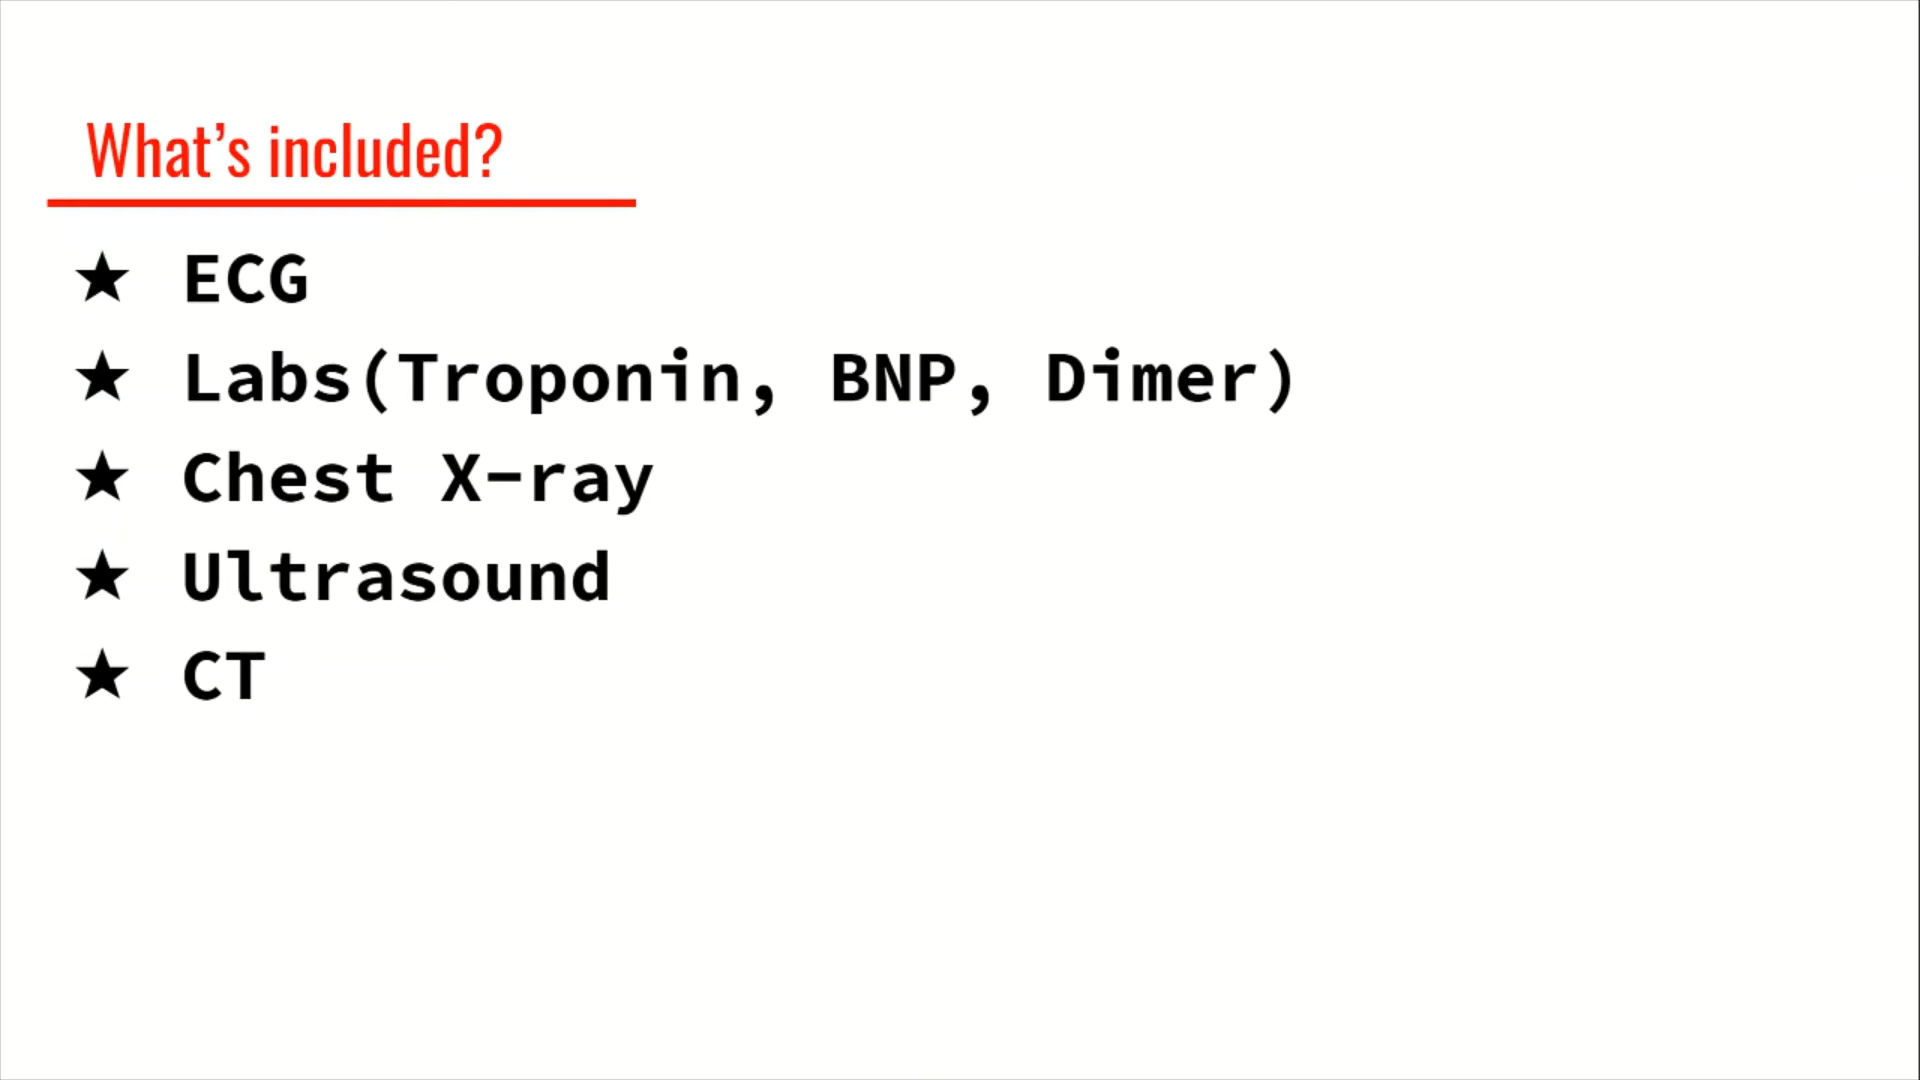 What’s included?
★ ECG
★ Labs(Troponin, BNP, Dimer)
★ Chest X-ray
★ Ultrasound
★ CT